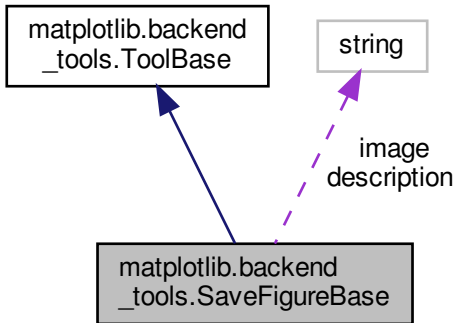 matplotlib.backend
_tools.ToolBase
string
image
description
matplotlib.backend
_tools.SaveFigureBase